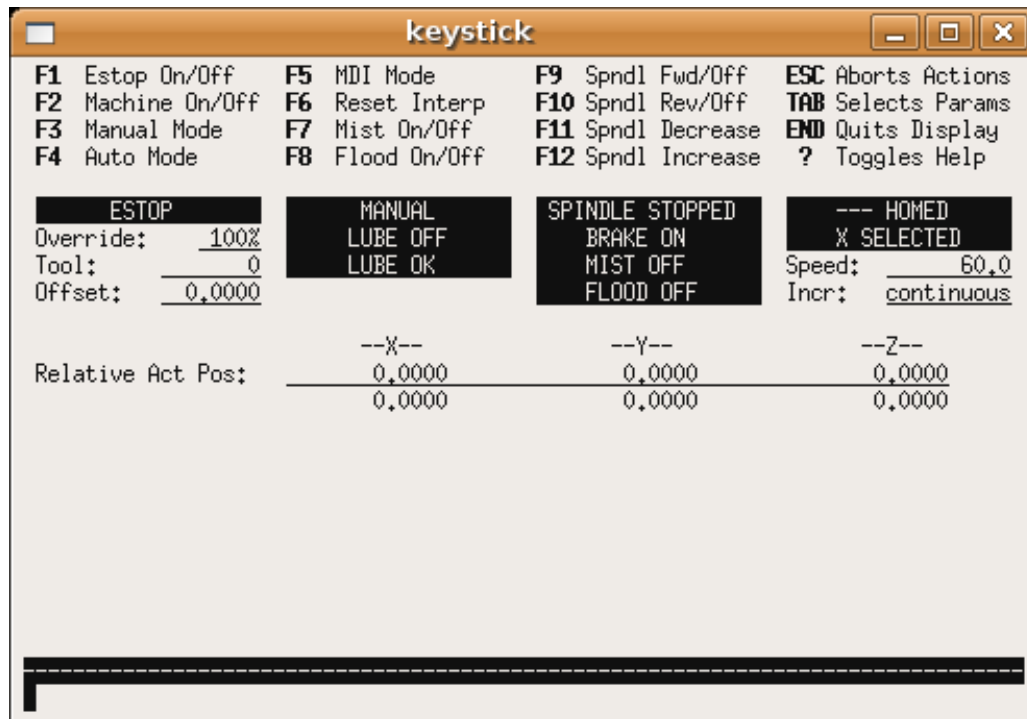 keystick
F1 Estop On/Off F5 MDI Mode F9 Spndl Fwd/Off ESC Aborts Actions
F2 Machine On/Off F6 Reset Interp F10 Spndl Rev/Off TAB Selects Params
F3 Manual Mode F7 Mist On/Off F11 Spndl Decrease END Quits Display
F4 Auto Mode F8 Flood On/Off F12 Spndl Increase ? Toggles Help
ESTOP MANUAL SPINDLE STOPPED --- HOMED
Override: 100% LUBE OFF BRAKE ON X SELECTED
Tool: 0 LUBE OK MIST OFF Speed: 60.0
Offset: 0.0000 FLOOD OFF Incr: continuous
--X-- --Y-- --Z--
Relative Act Pos: 0.0000 0.0000 0.0000
0.0000 0.0000 0.0000